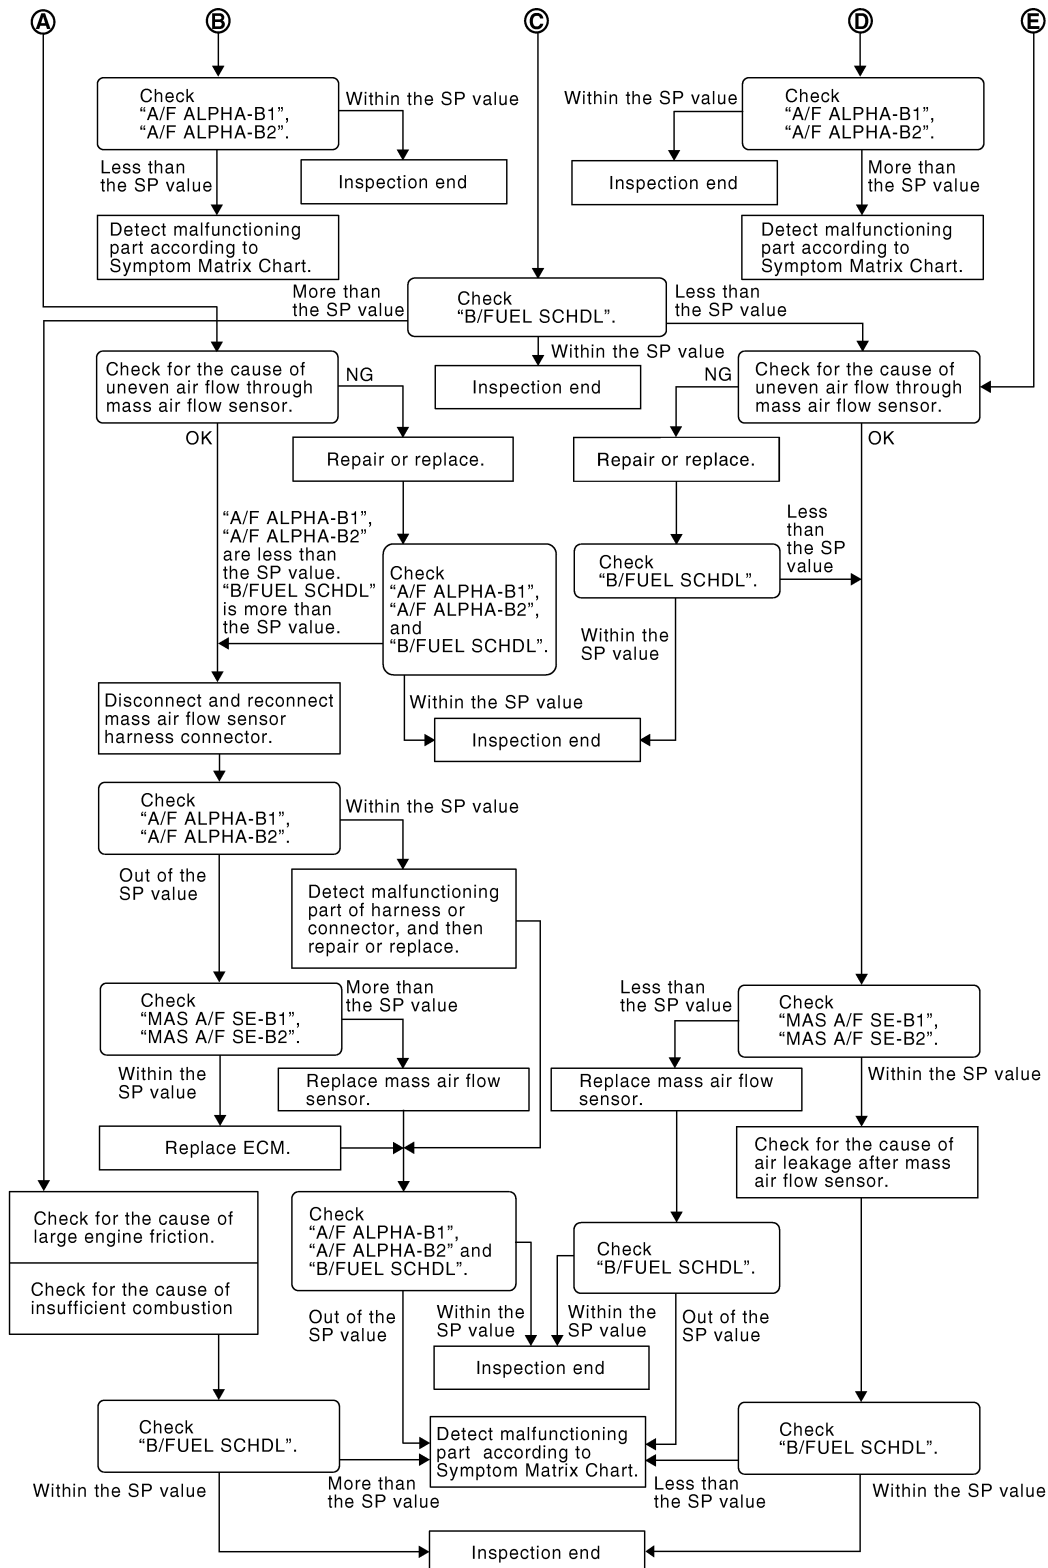 A
B
C
D
E
Check
“A/F ALPHA-B1”,
“A/F ALPHA-B2”.
Within the SP value
Within the SP value
Check
“A/F ALPHA-B1”,
“A/F ALPHA-B2”.
Less than
the SP value
Inspection end
Inspection end
More than
the SP value
Detect malfunctioning
part according to
Symptom Matrix Chart.
Detect malfunctioning
part according to
Symptom Matrix Chart.
More than
the SP value
Check
“B/FUEL SCHDL”.
Less than
the SP value
Within the SP value
Check for the cause of
uneven air flow through
mass air flow sensor.
NG
Inspection end
NG
Check for the cause of
uneven air flow through
mass air flow sensor.
OK
OK
Repair or replace.
Repair or replace.
“A/F ALPHA-B1”,
“A/F ALPHA-B2”
are less than
the SP value.
“B/FUEL SCHDL”
is more than
the SP value.
Check
“A/F ALPHA-B1”,
“A/F ALPHA-B2”,
and
“B/FUEL SCHDL”.
Check
“B/FUEL SCHDL”.
Less
than
the SP
value
Within the
SP value
Within the SP value
Disconnect and reconnect
mass air flow sensor
harness connector.
Inspection end
Check
“A/F ALPHA-B1”,
“A/F ALPHA-B2”.
Within the SP value
Out of the
SP value
Detect malfunctioning
part of harness or
connector, and then
repair or replace.
Check
“MAS A/F SE-B1”,
“MAS A/F SE-B2”.
More than
the SP value
Less than
the SP value
Check
“MAS A/F SE-B1”,
“MAS A/F SE-B2”.
Within the
SP value
Replace mass air flow
sensor.
Replace mass air flow
sensor.
Within the SP value
Replace ECM.
Check for the cause of
air leakage after mass
air flow sensor.
Check for the cause of
large engine friction.
Check for the cause of
insufficient combustion
Check
“A/F ALPHA-B1”,
“A/F ALPHA-B2” and
“B/FUEL SCHDL”.
Check
“B/FUEL SCHDL”.
Out of the
SP value
Within the
SP value
Within the
SP value
Out of the
SP value
Inspection end
Check
“B/FUEL SCHDL”.
Detect malfunctioning
part according to
Symptom Matrix Chart.
Check
“B/FUEL SCHDL”.
Within the SP value
More than
the SP value
Less than
the SP value
Within the SP value
Inspection end